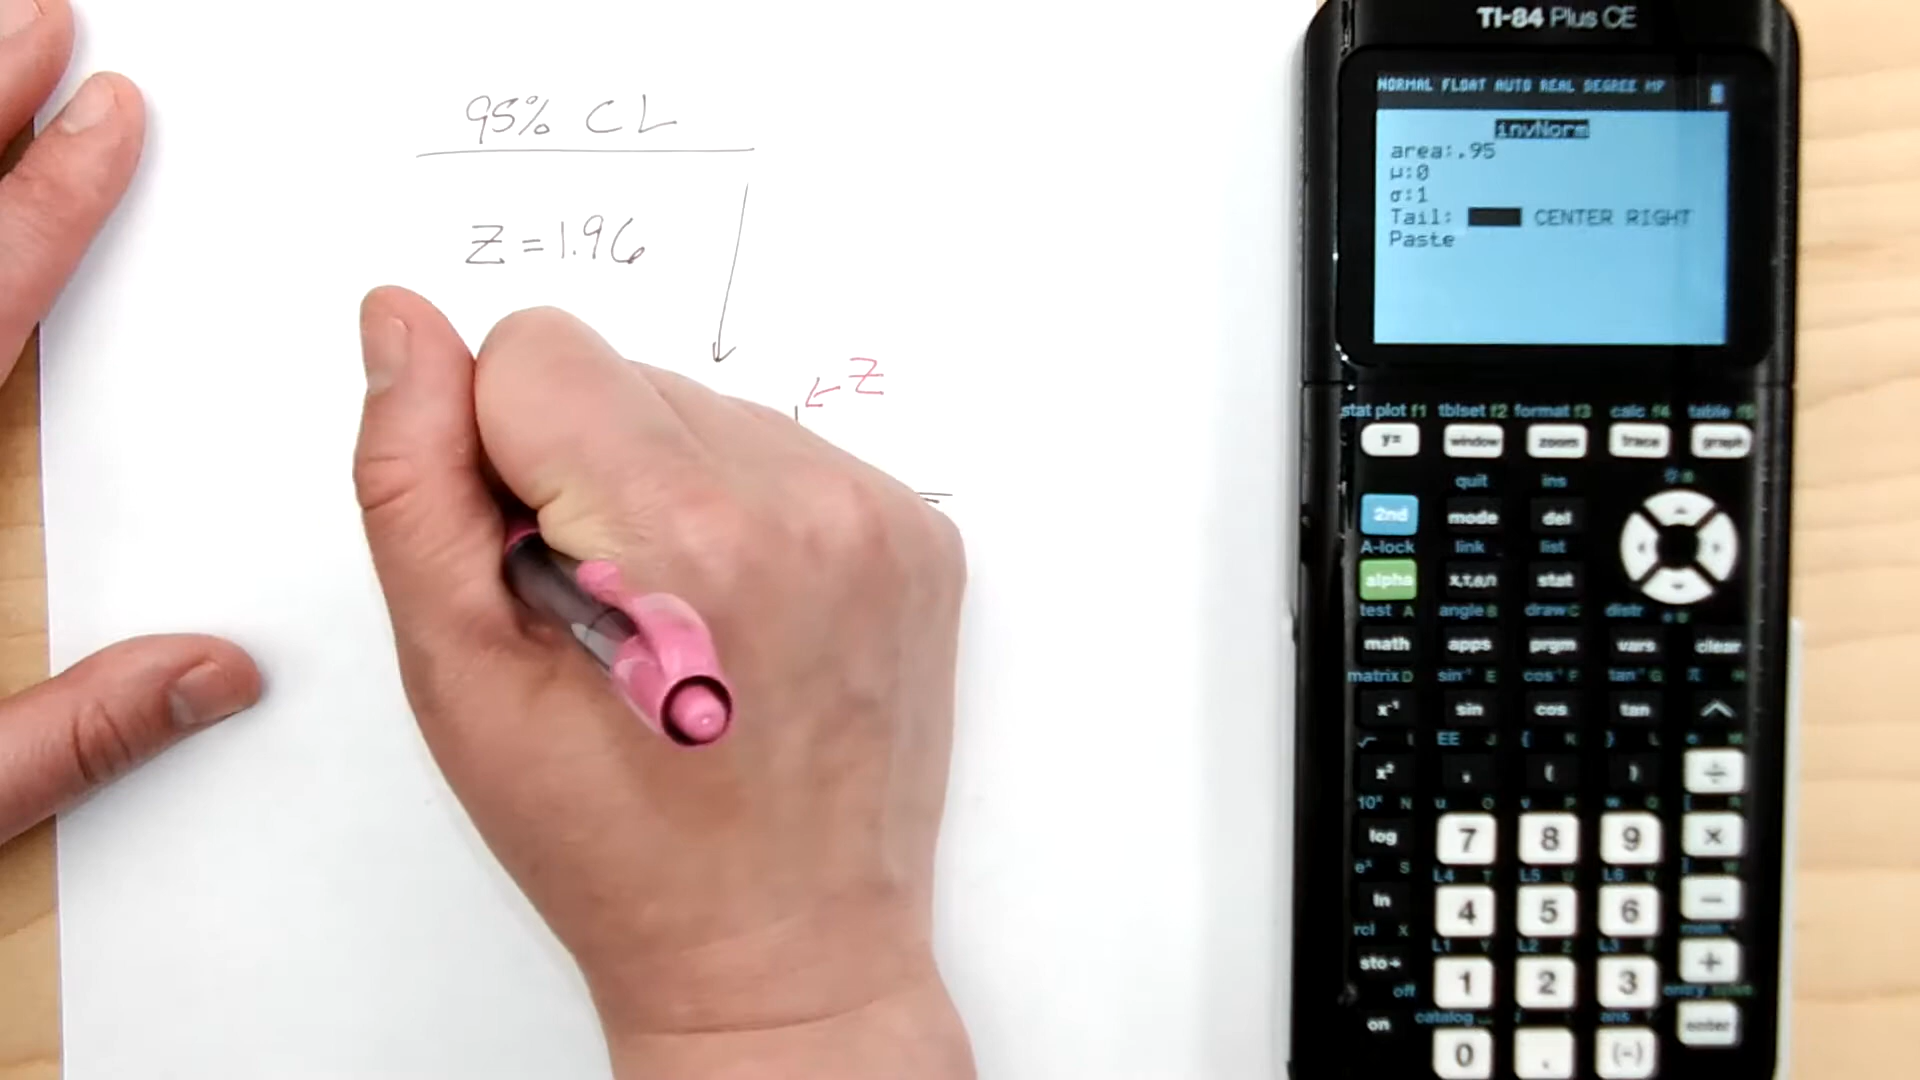 95% CL
Z = 1.96
Z
TI-84 Plus CE
NORMAL FLOAT AUTO REAL DEGREE MP
invNorm
area:.95
μ:0
σ:1
Tail: CENTER RIGHT
Paste
stat plot f1 tblset f2 format f3 calc f4 table f5
y= window zoom trace graph
quit ins
2nd mode del
A-lock link list
alpha X,T,θ,n stat
test A angle B draw C distr
math apps prgm vars clear
matrix D sin⁻¹ E cos⁻¹ F tan⁻¹ G π H
x⁻¹ sin cos tan ^
√ I EE J { K } L e M
x² , ( ) ÷
10ˣ N u O v P w Q [ R
log 7 8 9 ×
eˣ S L4 T L5 U L6 V ] W
ln 4 5 6 −
rcl X L1 Y L2 Z L3 θ mem "
sto→ 1 2 3 +
off catalog i ans entry solve
on 0 . (-) enter